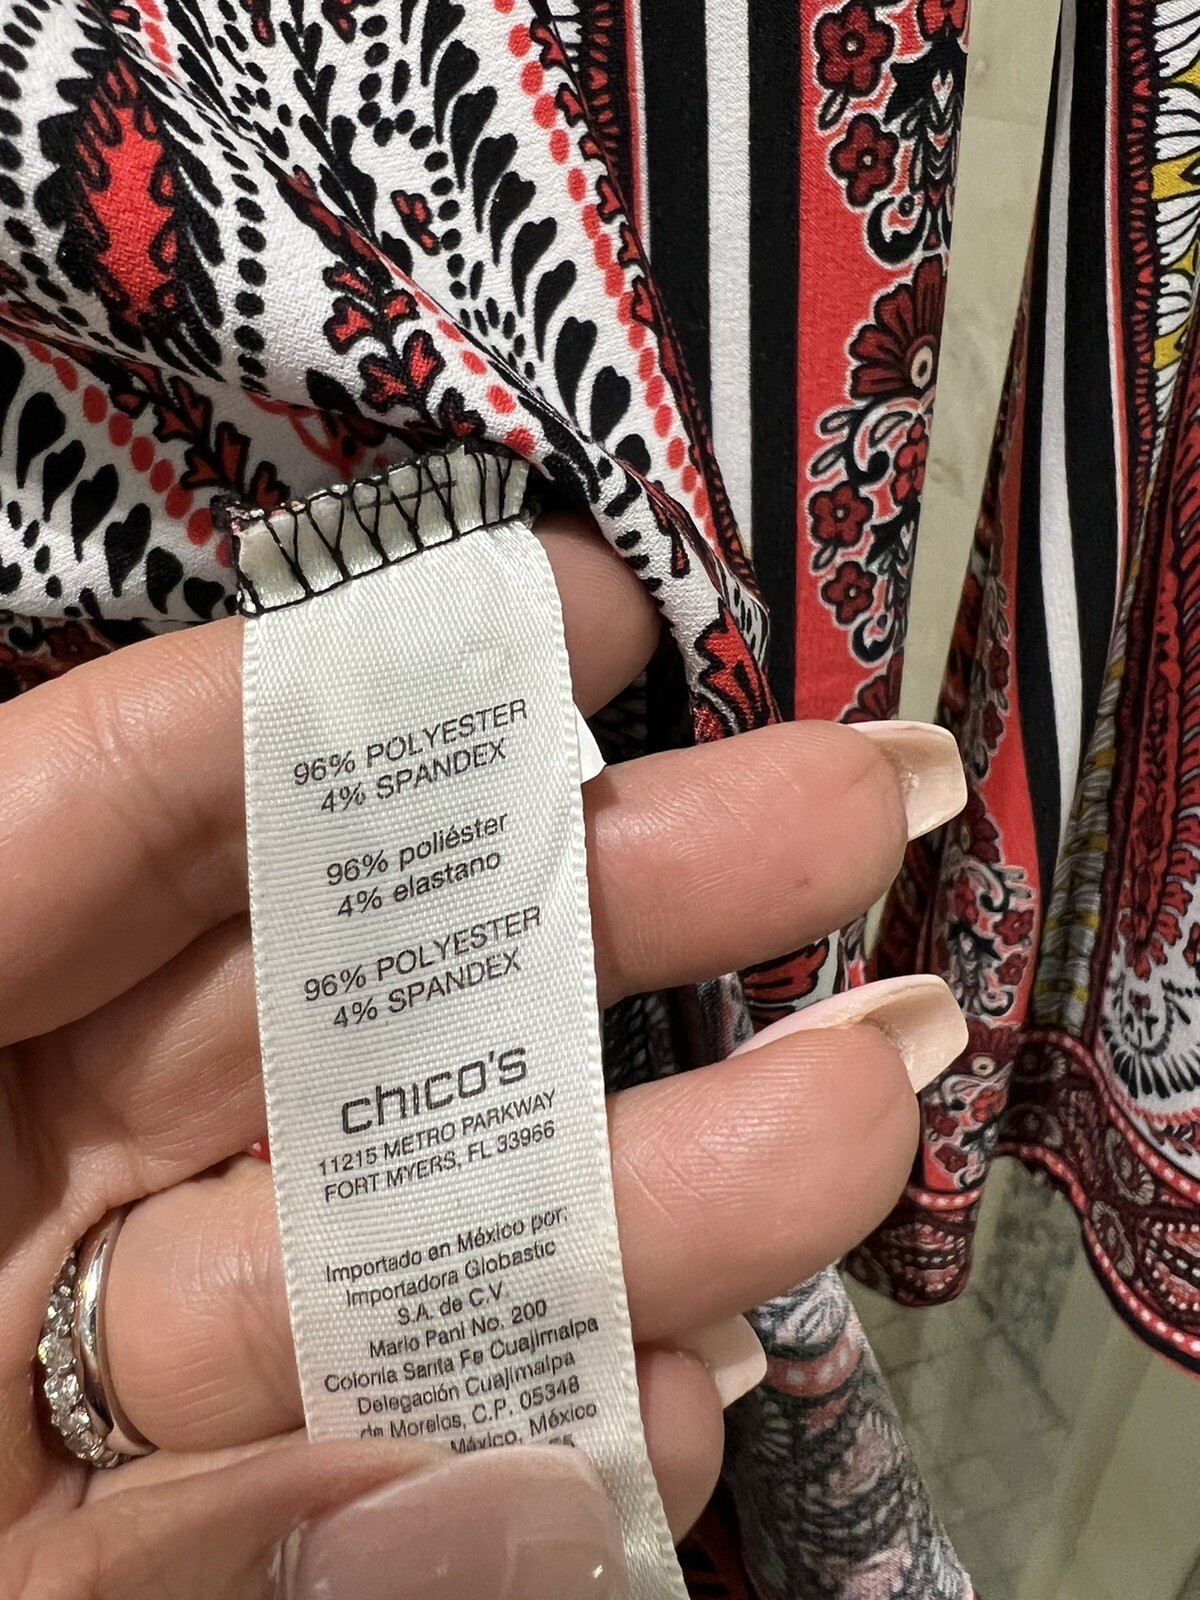 96% POLYESTER
4% SPANDEX
96% poliéster
4% elastano
96% POLYESTER
4% SPANDEX
chico's
11215 METRO PARKWAY
FORT MYERS, FL 33966
Importado en México por:
Importadora Globastic
S.A. de C.V.
Mario Pani No. 200
Colonia Santa Fe Cuajimalpa
Delegación Cuajimalpa
de Morelos, C.P. 05348
México, México